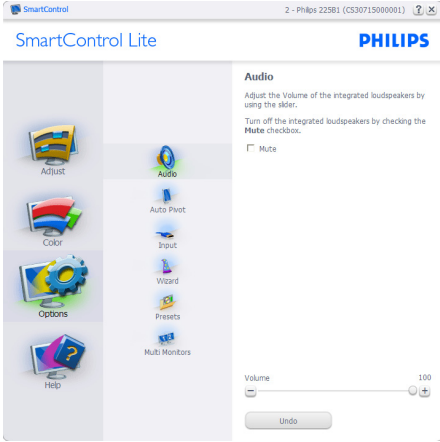 SmartControl
2 - Philips 225B1 (CS30715000001)
SmartControl Lite
PHILIPS
Adjust
Color
Options
Help
Audio
Auto Pivot
Input
Wizard
Presets
Multi Monitors
Audio
Adjust the Volume of the integrated loudspeakers by
using the slider.
Turn off the integrated loudspeakers by checking the
Mute checkbox.
Mute
Volume 100
Undo